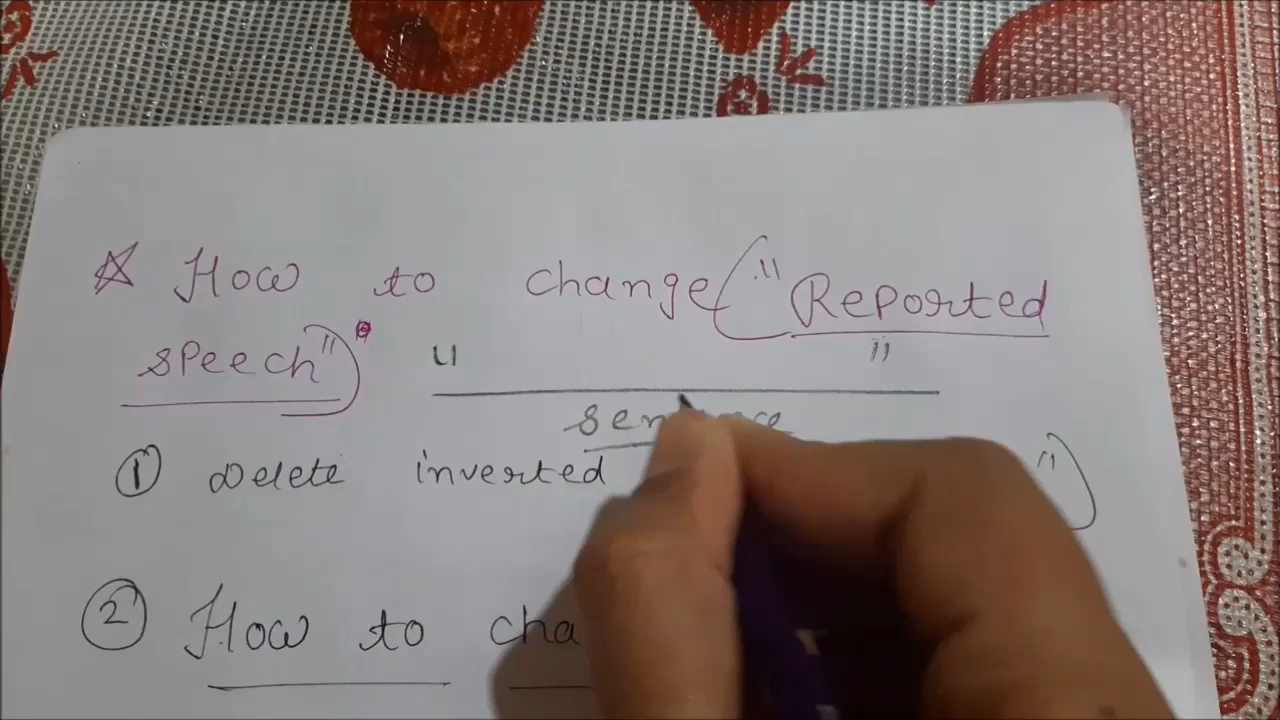 ☆ How to change (" Reported
speech")
" "
sen
① Delete inverted ")
② How to cha